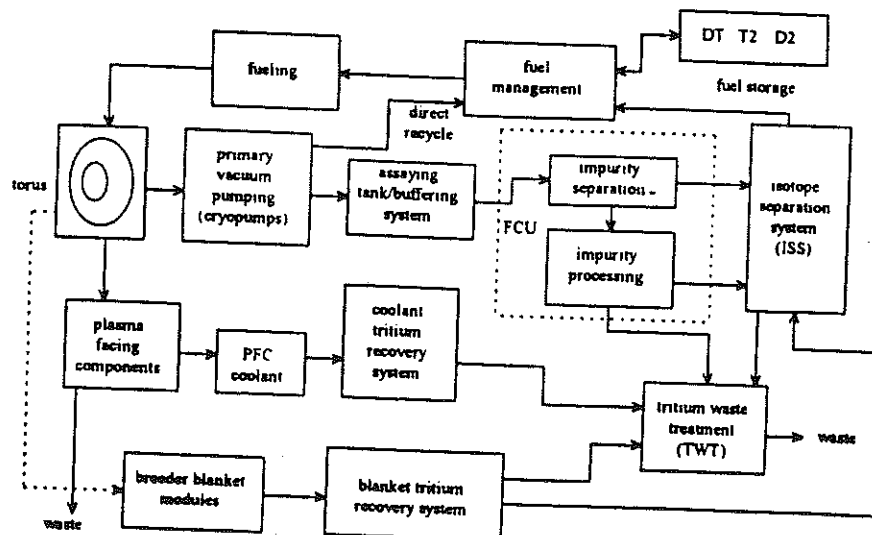 DT T2 D2
fuel storage
fueling
fuel
management
direct
recycle
torus
primary
vacuum
pumping
(cryopumps)
assaying
tank/buffering
system
FCU
impurity
separation
impurity
processing
isotope
separation
system
(ISS)
plasma
facing
components
PFC
coolant
coolant
tritium
recovery
system
tritium waste
treatment
(TWT)
waste
breeder blanket
modules
blanket tritium
recovery system
waste